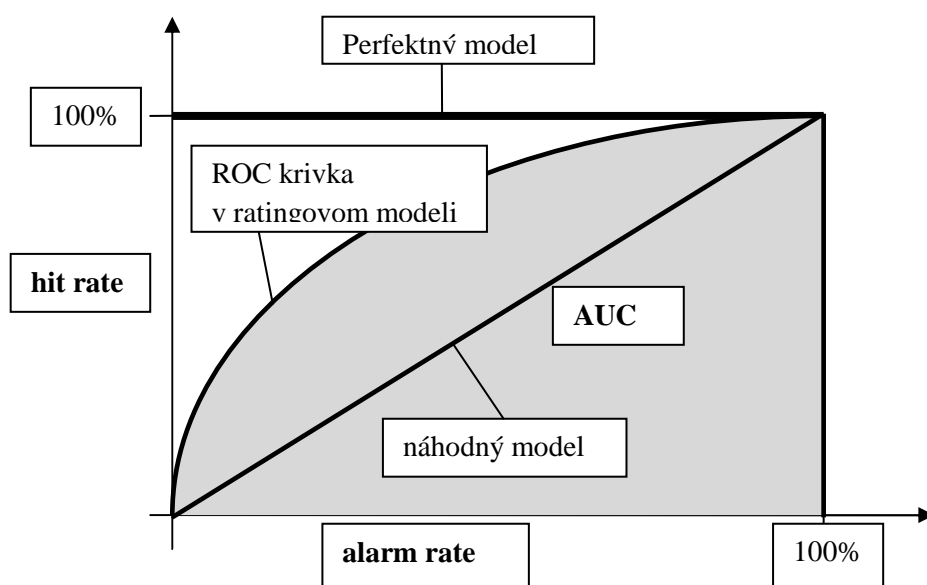 Perfektný model
100%
ROC krivka
v ratingovom modeli
hit rate
AUC
náhodný model
alarm rate
100%